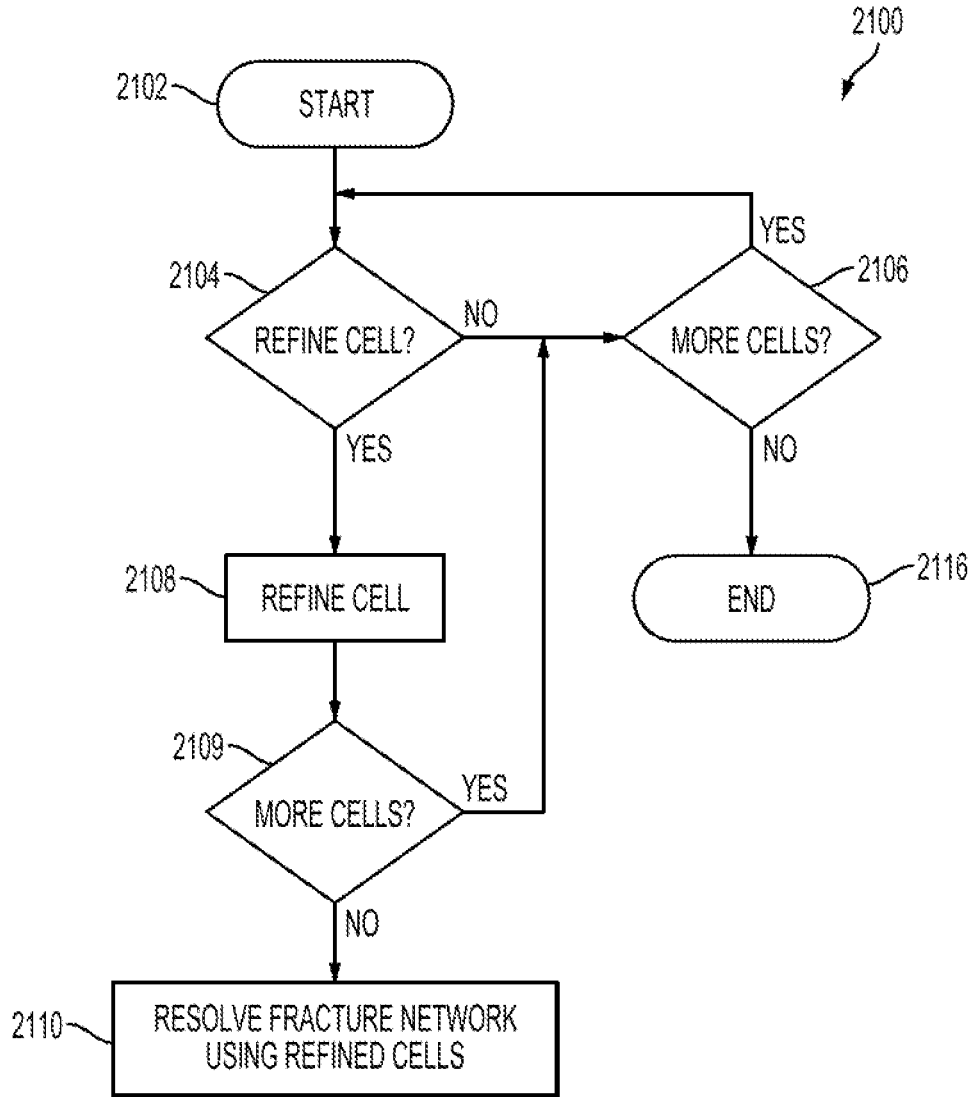 2100
2102
START
YES
2104
2106
REFINE CELL?
NO
MORE CELLS?
YES
NO
2108
REFINE CELL
END
2116
2109
MORE CELLS?
YES
NO
2110
RESOLVE FRACTURE NETWORK
USING REFINED CELLS